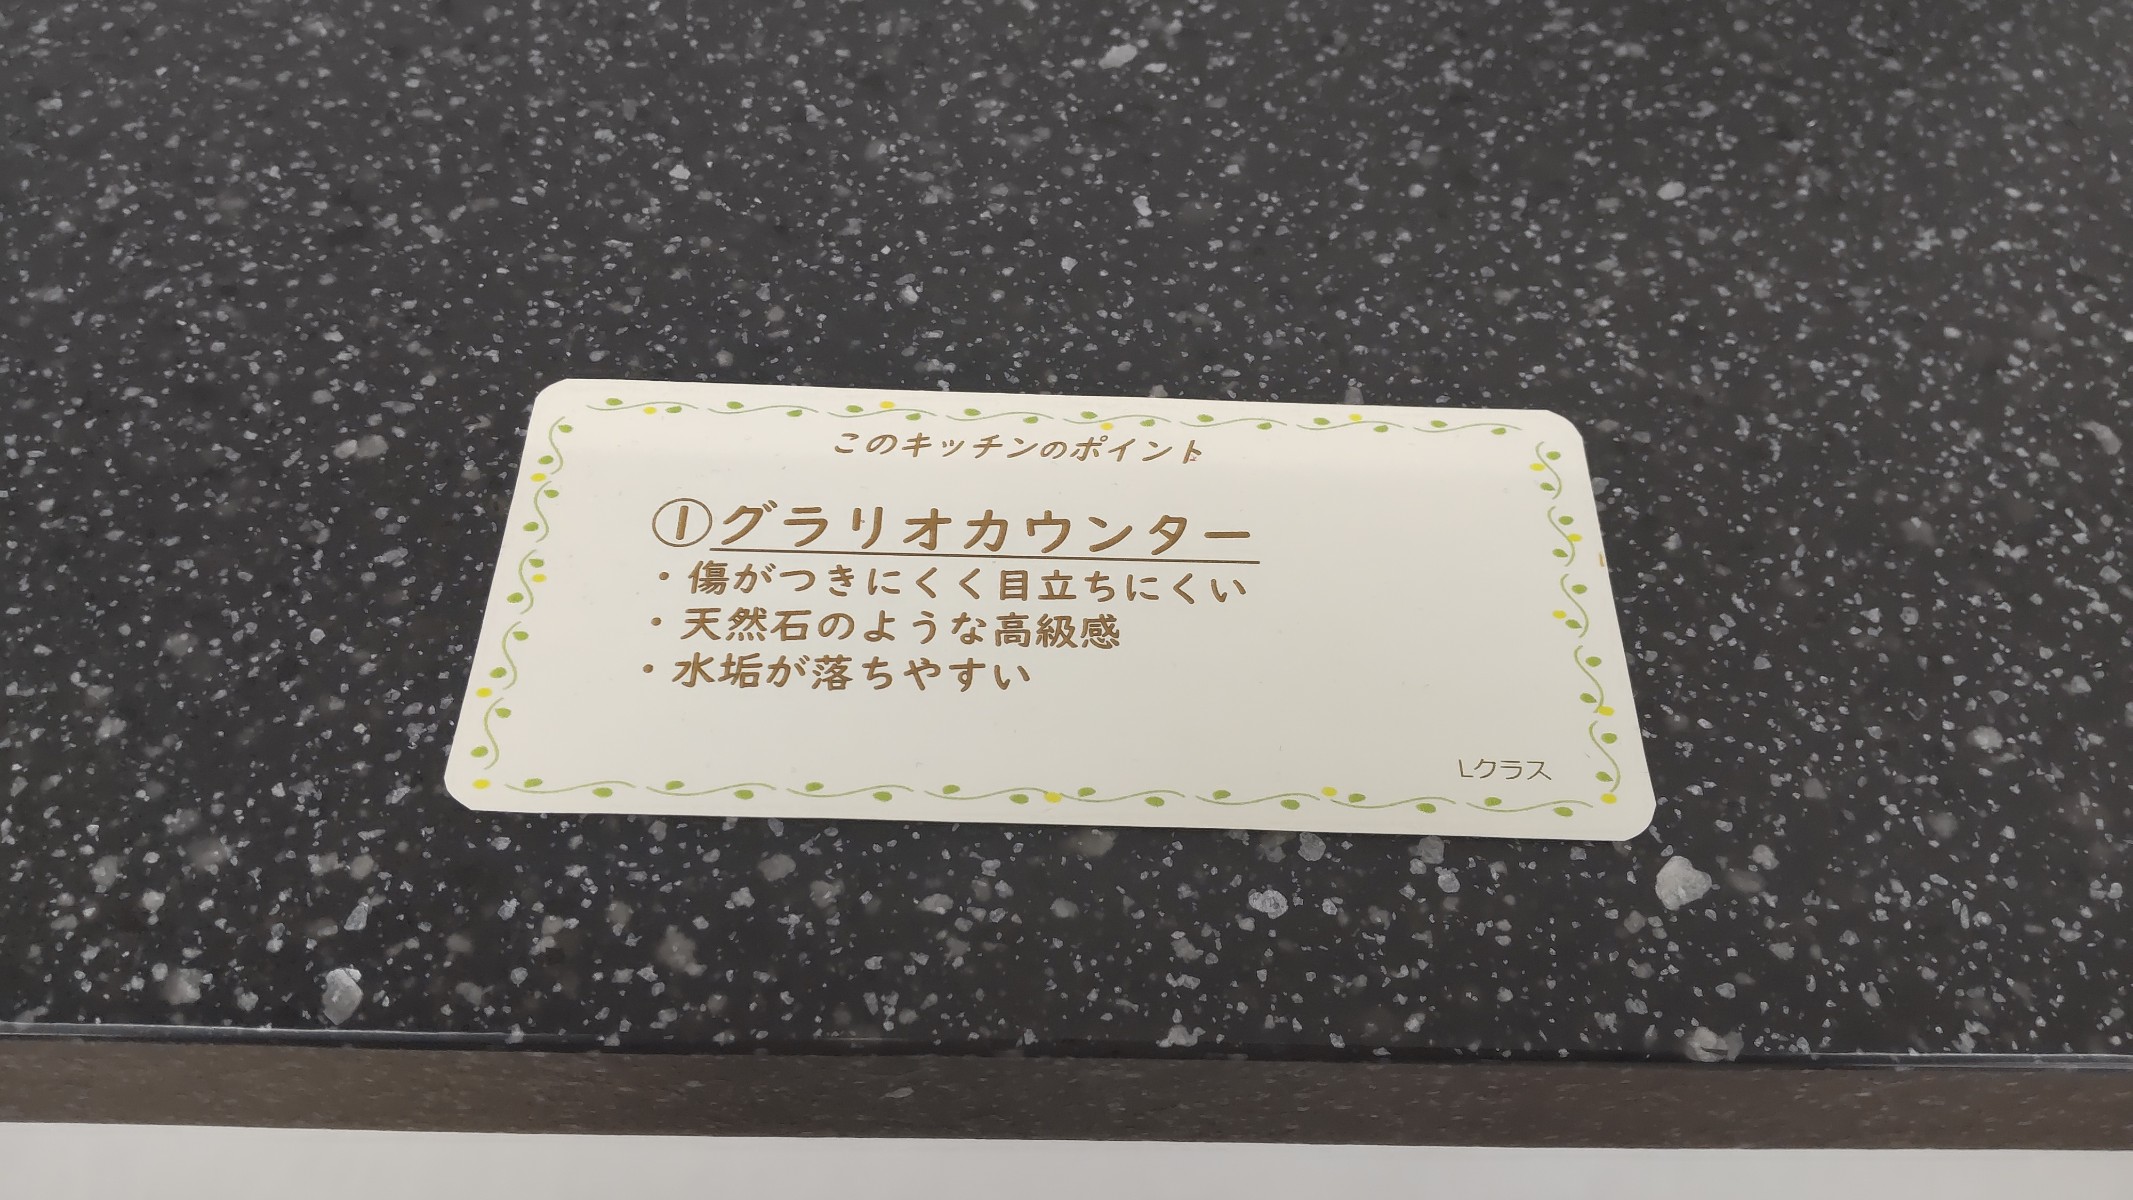 このキッチンのポイント
①グラリオカウンター
・傷がつきにくく目立ちにくい
・天然石のような高級感
・水垢が落ちやすい
Lクラス